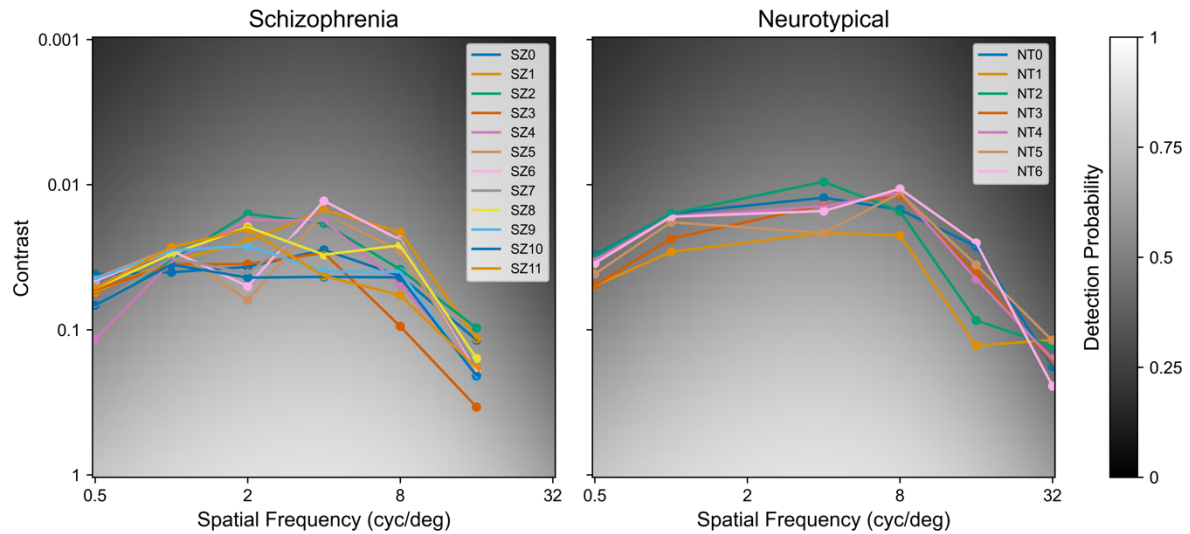 Schizophrenia
Neurotypical
0.001
0.01
0.1
1
Contrast
SZ0
SZ1
SZ2
SZ3
SZ4
SZ5
SZ6
SZ7
SZ8
SZ9
SZ10
SZ11
0.5
2
8
32
Spatial Frequency (cyc/deg)
NT0
NT1
NT2
NT3
NT4
NT5
NT6
0.5
2
8
32
Spatial Frequency (cyc/deg)
1
0.75
0.5
0.25
0
Detection Probability